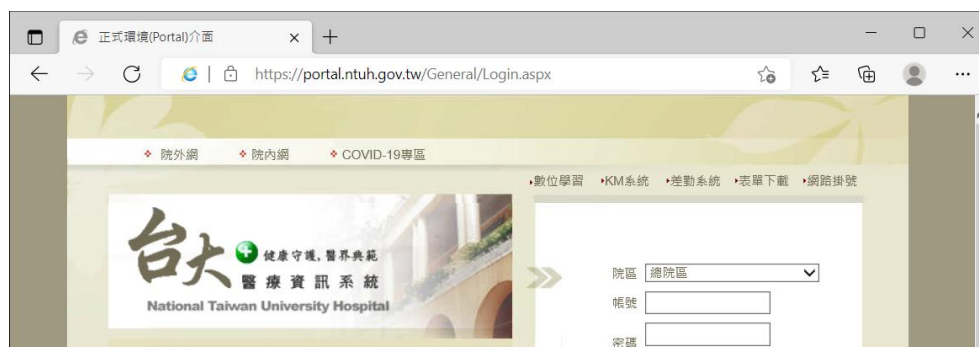 正式環境(Portal)介面
https://portal.ntuh.gov.tw/General/Login.aspx
院外網 院內網 COVID-19專區
數位學習 KM系統 差勤系統 表單下載 網路掛號
台大
健康守護,醫界典範
醫療資訊系統
National Taiwan University Hospital
院區 總院區
帳號
密碼